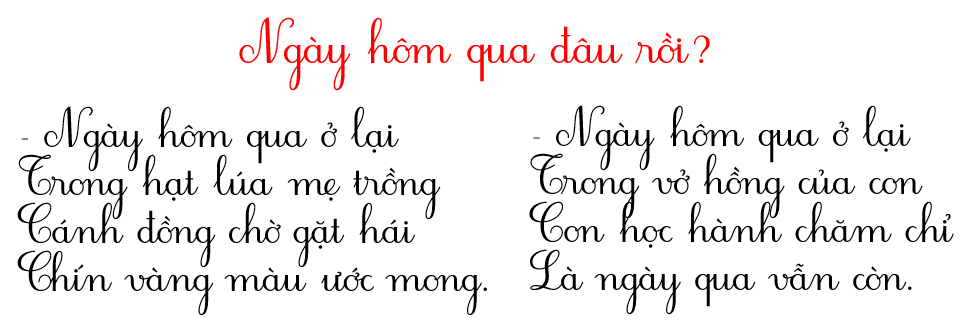 Ngày hôm qua đâu rồi?
- Ngày hôm qua ở lại
Trong hạt lúa mẹ trồng
Cánh đồng chờ gặt hái
Chín vàng màu ước mong.
- Ngày hôm qua ở lại
Trong vở hồng của con
Con học hành chăm chỉ
Là ngày qua vẫn còn.